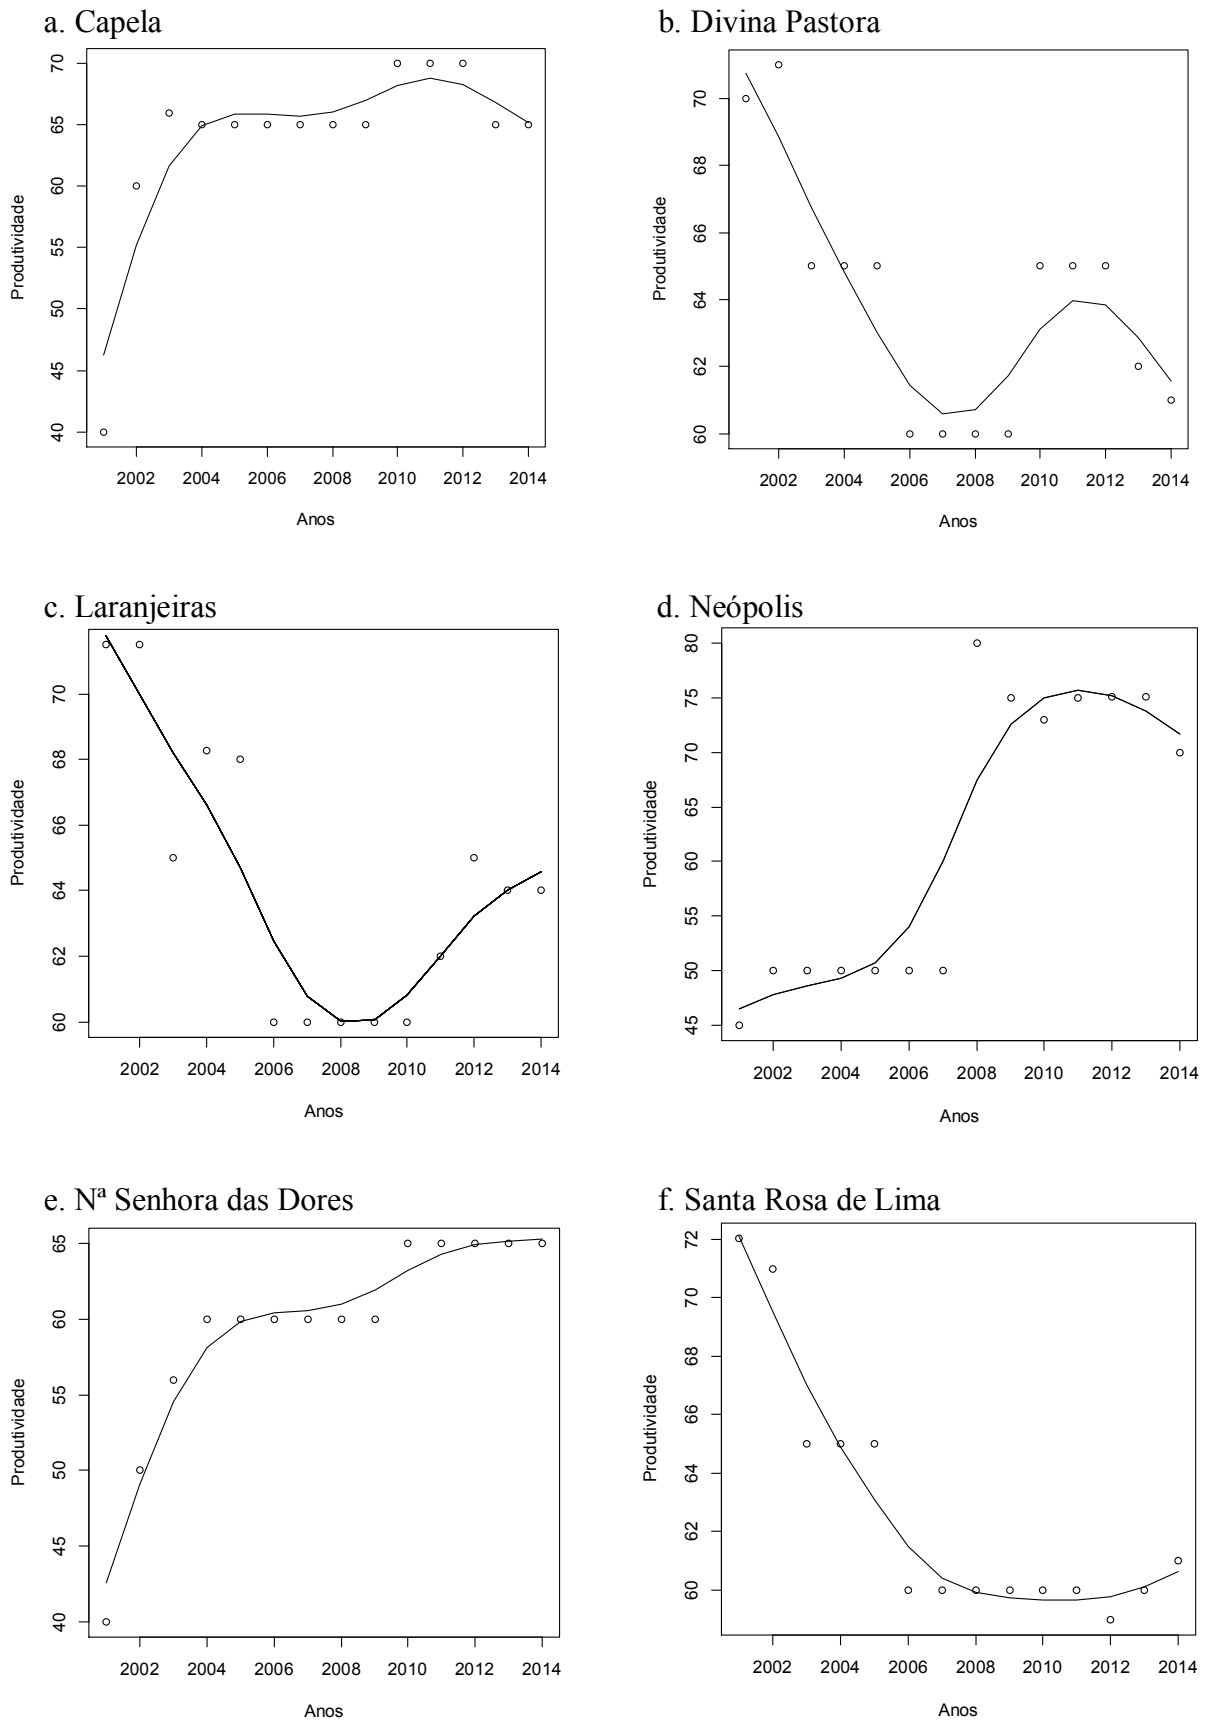 a. Capela
b. Divina Pastora
Produtividade
40 45 50 55 60 65 70
2002 2004 2006 2008 2010 2012 2014
Anos
Produtividade
60 62 64 66 68 70
2002 2004 2006 2008 2010 2012 2014
Anos
c. Laranjeiras
d. Neópolis
Produtividade
60 62 64 66 68 70
2002 2004 2006 2008 2010 2012 2014
Anos
Produtividade
45 50 55 60 65 70 75 80
2002 2004 2006 2008 2010 2012 2014
Anos
e. Nª Senhora das Dores
f. Santa Rosa de Lima
Produtividade
40 45 50 55 60 65
2002 2004 2006 2008 2010 2012 2014
Anos
Produtividade
60 62 64 66 68 70 72
2002 2004 2006 2008 2010 2012 2014
Anos